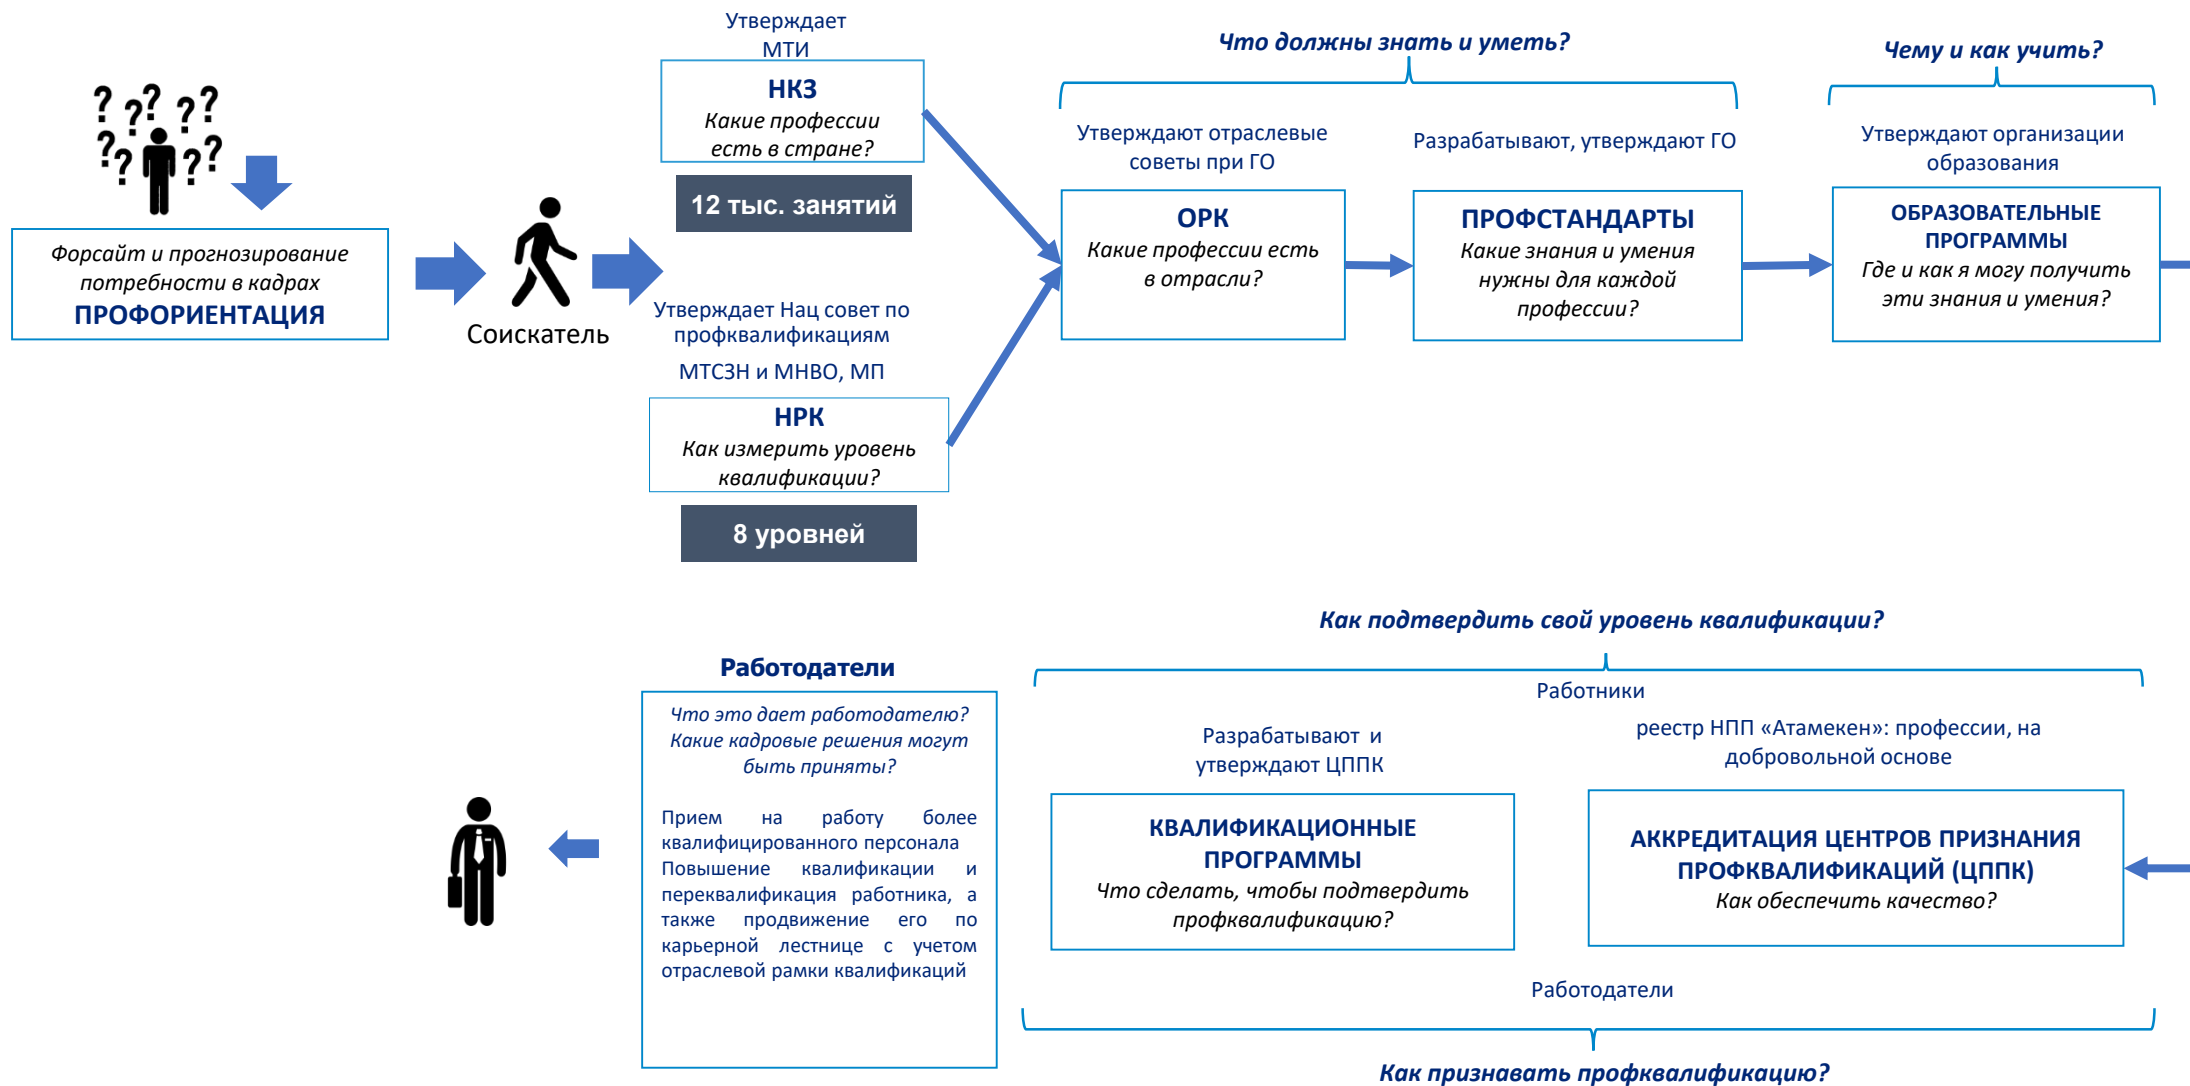 Утверждает
МТИ
НКЗ
Какие профессии
есть в стране?
12 тыс. занятий
Что должны знать и уметь?
Чему и как учить?
? ? ? ? ?
? ? ? ? ?
Форсайт и прогнозирование
потребности в кадрах
ПРОФОРИЕНТАЦИЯ
Соискатель
Утверждает Нац совет по
профквалификациям
МТСЗН и МНВО, МП
НРК
Как измерить уровень
квалификации?
8 уровней
Утверждают отраслевые
советы при ГО
ОРК
Какие профессии есть
в отрасли?
Разрабатывают, утверждают ГО
ПРОФСТАНДАРТЫ
Какие знания и умения
нужны для каждой
профессии?
Утверждают организации
образования
ОБРАЗОВАТЕЛЬНЫЕ
ПРОГРАММЫ
Где и как я могу получить
эти знания и умения?
Как подтвердить свой уровень квалификации?
Работники
Работодатели
Что это дает работодателю?
Какие кадровые решения могут
быть приняты?
Прием на работу более
квалифицированного персонала
Повышение квалификации и
переквалификация работника, а
также продвижение его по
карьерной лестнице с учетом
отраслевой рамки квалификаций
Разрабатывают и
утверждают ЦППК
КВАЛИФИКАЦИОННЫЕ
ПРОГРАММЫ
Что сделать, чтобы подтвердить
профквалификацию?
реестр НПП «Атамекен»: профессии, на
добровольной основе
АККРЕДИТАЦИЯ ЦЕНТРОВ ПРИЗНАНИЯ
ПРОФКВАЛИФИКАЦИЙ (ЦППК)
Как обеспечить качество?
Работодатели
Как признавать профквалификацию?